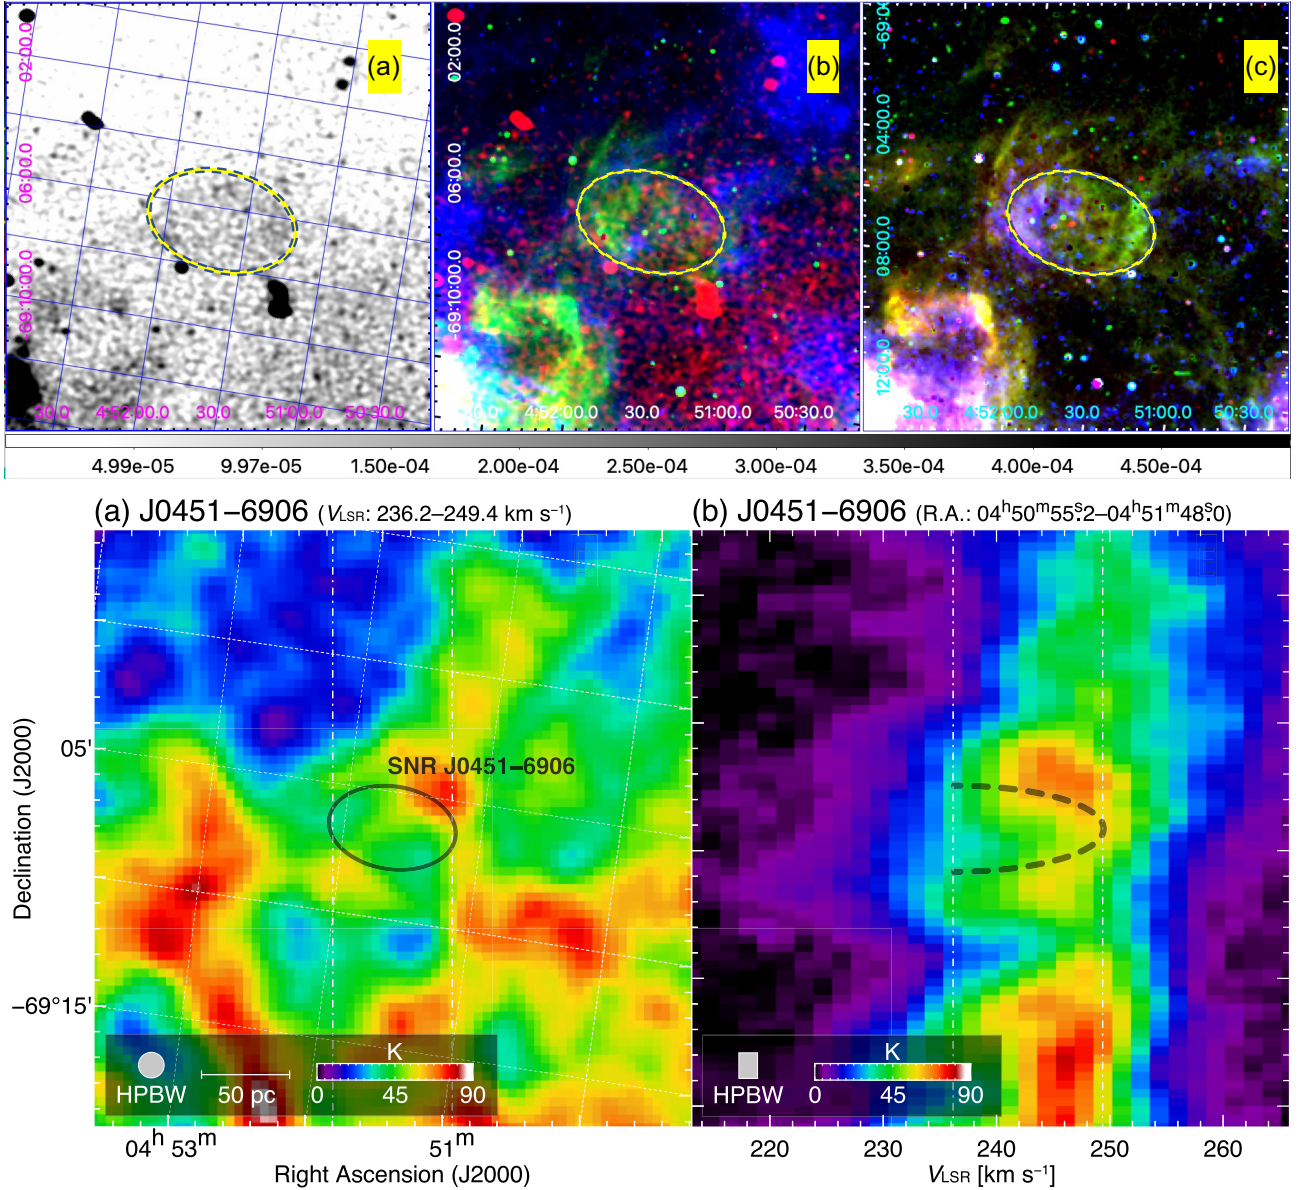 (a)
(b)
(c)
02:00.0
06:00.0
-69:10:00.0
30.0 4:52:00.0 30.0 51:00.0 50:30.0
02:00.0
06:00.0
-69:10:00.0
4:52:00.0 30.0 51:00.0 50:30.0
-69:0
04:00.0
08:00.0
12:00.0
30.0 4:52:00.0 30.0 51:00.0 50:30.0
4.99e-05 9.97e-05 1.50e-04 2.00e-04 2.50e-04 3.00e-04 3.50e-04 4.00e-04 4.50e-04
(a) J0451−6906 (VLSR: 236.2−249.4 km s⁻¹)
SNR J0451−6906
Declination (J2000)
05'
−69°15'
K
HPBW
50 pc
0 45 90
04ʰ 53ᵐ 51ᵐ
Right Ascension (J2000)
(b) J0451−6906 (R.A.: 04ʰ50ᵐ55ˢ.2−04ʰ51ᵐ48ˢ.0)
K
HPBW
0 45 90
220 230 240 250 260
VLSR [km s⁻¹]